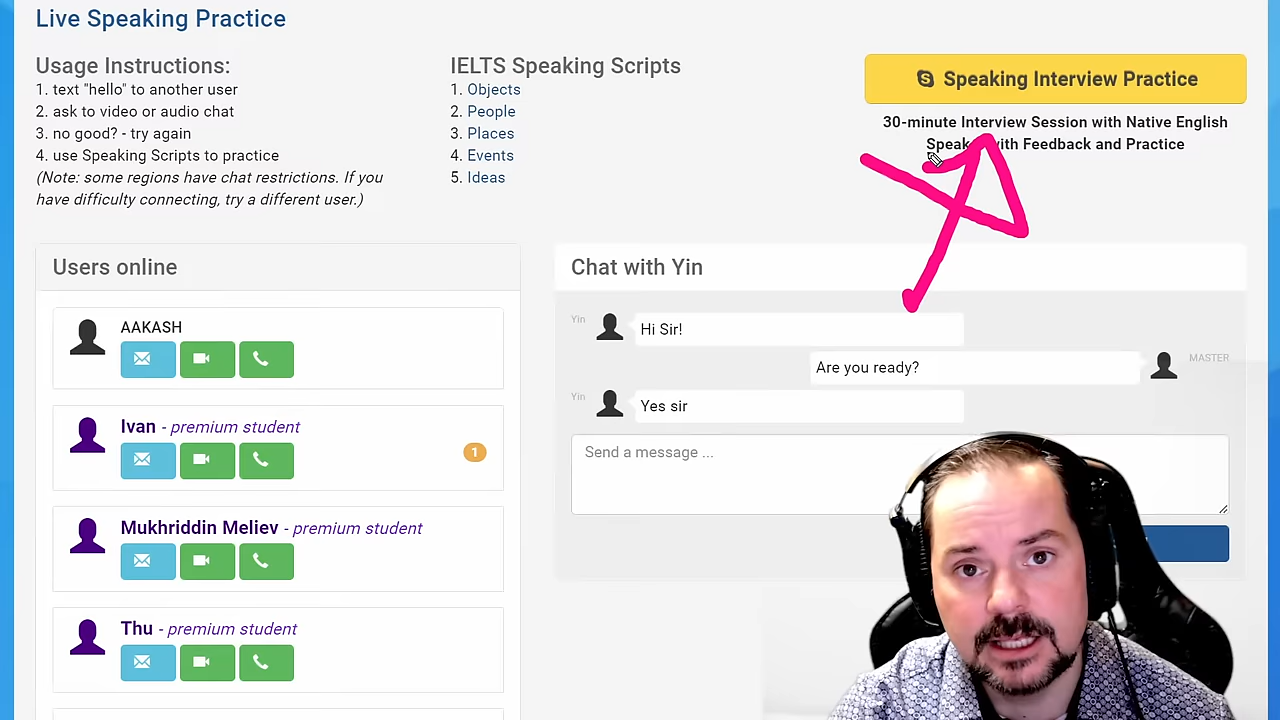 Live Speaking Practice
Usage Instructions:
1. text "hello" to another user
2. ask to video or audio chat
3. no good? - try again
4. use Speaking Scripts to practice
(Note: some regions have chat restrictions. If you
have difficulty connecting, try a different user.)
IELTS Speaking Scripts
1. Objects
2. People
3. Places
4. Events
5. Ideas
Speaking Interview Practice
30-minute Interview Session with Native English
with Feedback and Practice
Users online
AAKASH
Ivan - premium student
1
Mukhriddin Meliev - premium student
Thu - premium student
Chat with Yin
Yin
Hi Sir!
Are you ready?
MASTER
Yin
Yes sir
Send a message ...